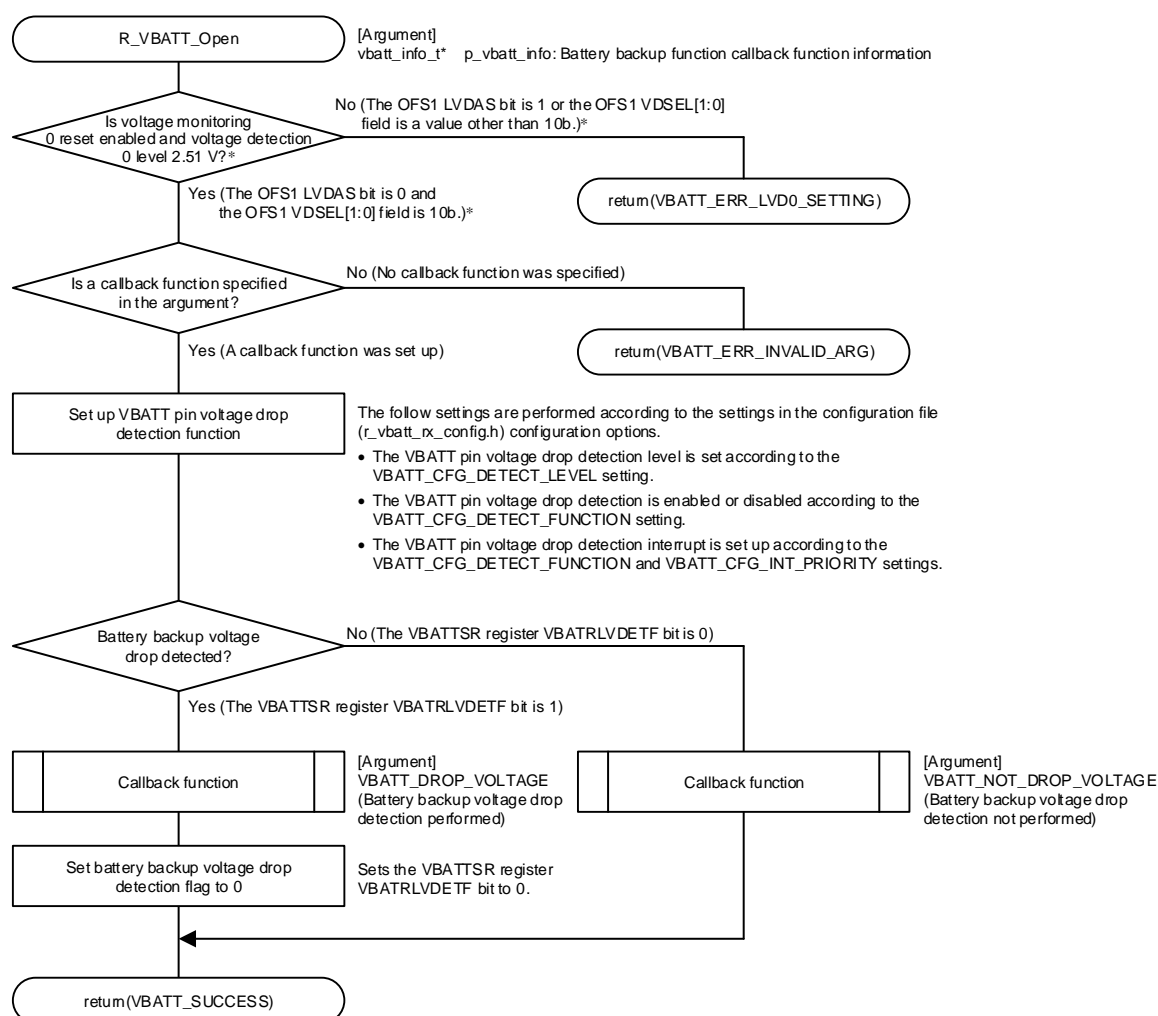 R_VBATT_Open
[Argument]
vbatt_info_t* p_vbatt_info: Battery backup function callback function information
Is voltage monitoring
0 reset enabled and voltage detection
0 level 2.51 V?*
No (The OFS1 LVDAS bit is 1 or the OFS1 VDSEL[1:0]
field is a value other than 10b.)*
return(VBATT_ERR_LVD0_SETTING)
Yes (The OFS1 LVDAS bit is 0 and
the OFS1 VDSEL[1:0] field is 10b.)*
Is a callback function specified
in the argument?
No (No callback function was specified)
return(VBATT_ERR_INVALID_ARG)
Yes (A callback function was set up)
Set up VBATT pin voltage drop
detection function
The follow settings are performed according to the settings in the configuration file
(r_vbatt_rx_config.h) configuration options.
• The VBATT pin voltage drop detection level is set according to the
VBATT_CFG_DETECT_LEVEL setting.
• The VBATT pin voltage drop detection is enabled or disabled according to the
VBATT_CFG_DETECT_FUNCTION setting.
• The VBATT pin voltage drop detection interrupt is set up according to the
VBATT_CFG_DETECT_FUNCTION and VBATT_CFG_INT_PRIORITY settings.
Battery backup voltage
drop detected?
No (The VBATTSR register VBATRLVDETF bit is 0)
Yes (The VBATTSR register VBATRLVDETF bit is 1)
Callback function
[Argument]
VBATT_DROP_VOLTAGE
(Battery backup voltage drop
detection performed)
Callback function
[Argument]
VBATT_NOT_DROP_VOLTAGE
(Battery backup voltage drop
detection not performed)
Set battery backup voltage drop
detection flag to 0
Sets the VBATTSR register
VBATRLVDETF bit to 0.
return(VBATT_SUCCESS)